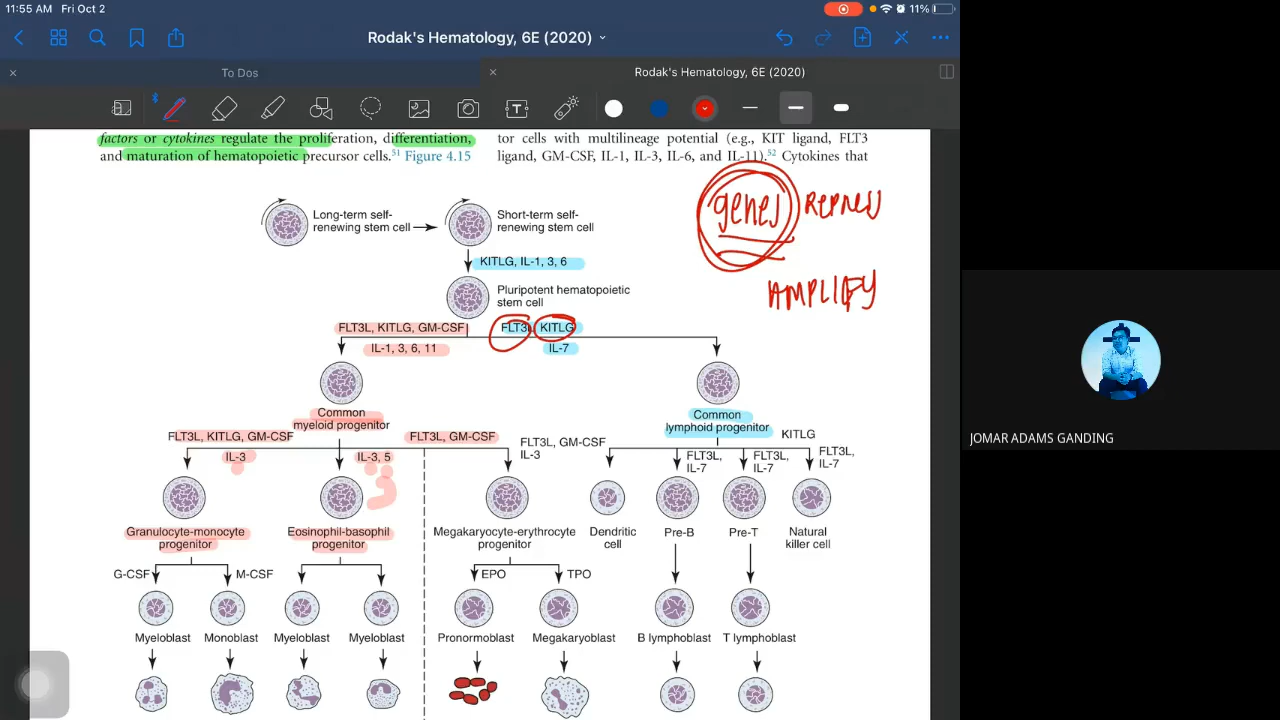 11:55 AM Fri Oct 2
11%
Rodak's Hematology, 6E (2020)
To Dos
Rodak's Hematology, 6E (2020)
factors or cytokines regulate the proliferation, differentiation,
and maturation of hematopoietic precursor cells.51 Figure 4.15
tor cells with multilineage potential (e.g., KIT ligand, FLT3
ligand, GM-CSF, IL-1, IL-3, IL-6, and IL-11).52 Cytokines that
genes
AMPLIFY
Long-term self-
renewing stem cell
Short-term self-
renewing stem cell
KITLG, IL-1, 3, 6
Pluripotent hematopoietic
stem cell
FLT3L, KITLG, GM-CSF
IL-1, 3, 6, 11
FLT3L KITLG
IL-7
Common
myeloid progenitor
Common
lymphoid progenitor
FLT3L, KITLG, GM-CSF
IL-3
FLT3L, GM-CSF
IL-3, 5
FLT3L, GM-CSF
IL-3
FLT3L,
IL-7
FLT3L,
IL-7
KITLG
FLT3L,
IL-7
Granulocyte-monocyte
progenitor
Eosinophil-basophil
progenitor
Megakaryocyte-erythrocyte
progenitor
Dendritic
cell
Pre-B
Pre-T
Natural
killer cell
G-CSF
M-CSF
EPO
TPO
Myeloblast
Monoblast
Myeloblast
Myeloblast
Pronormoblast
Megakaryoblast
B lymphoblast
T lymphoblast
JOMAR ADAMS GANDING